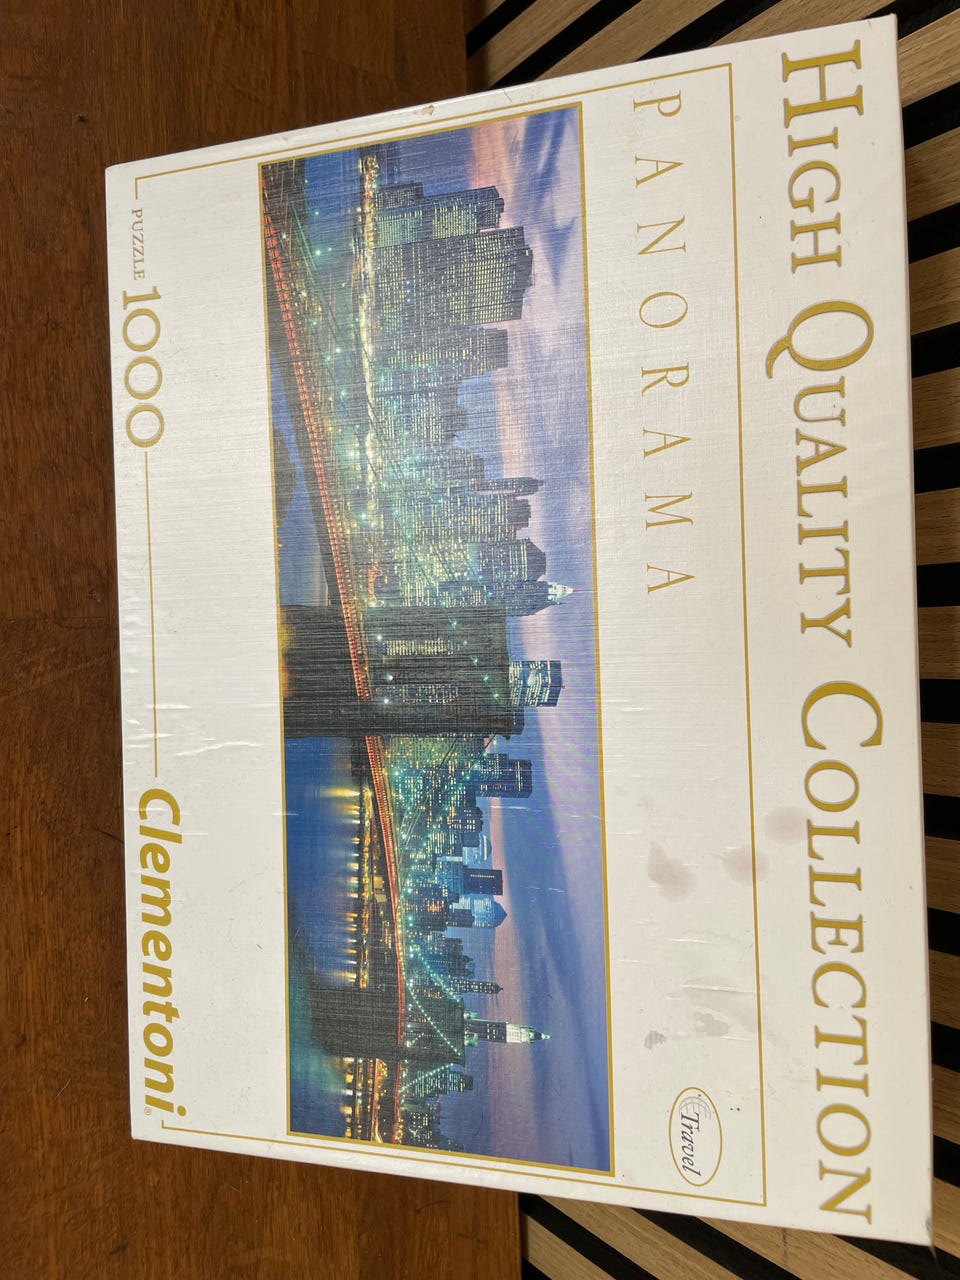 HIGH QUALITY COLLECTION
PANORAMA
Travel
PUZZLE 1000
Clementoni®